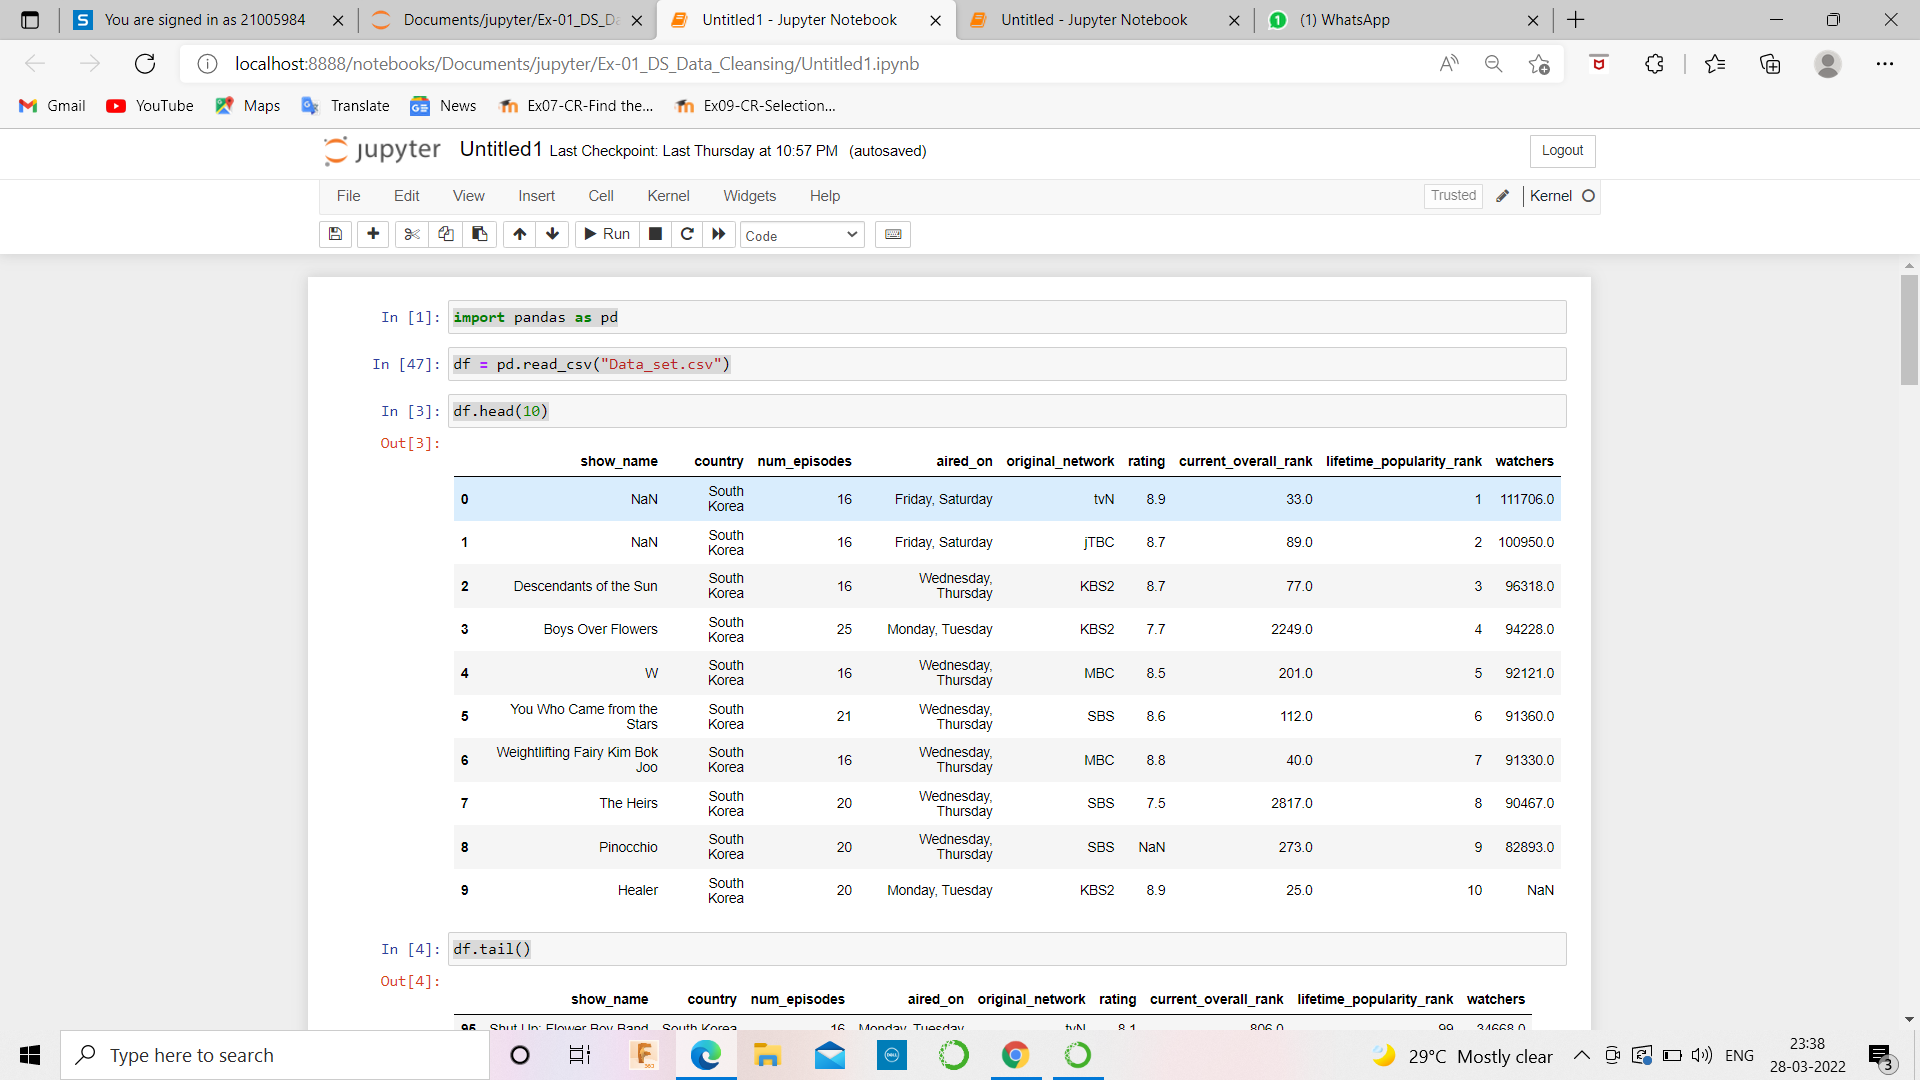 You are signed in as 21005984
Documents/jupyter/Ex-01_DS_Da
Untitled1 - Jupyter Notebook
Untitled - Jupyter Notebook
(1) WhatsApp
localhost:8888/notebooks/Documents/jupyter/Ex-01_DS_Data_Cleansing/Untitled1.ipynb
Gmail YouTube Maps Translate News Ex07-CR-Find the... Ex09-CR-Selection...
jupyter Untitled1 Last Checkpoint: Last Thursday at 10:57 PM (autosaved) Logout
File Edit View Insert Cell Kernel Widgets Help Trusted Kernel
Run Code
In [1]: import pandas as pd
In [47]: df = pd.read_csv("Data_set.csv")
In [3]: df.head(10)
Out[3]:
show_name country num_episodes aired_on original_network rating current_overall_rank lifetime_popularity_rank watchers
0 NaN South Korea 16 Friday, Saturday tvN 8.9 33.0 1 111706.0
1 NaN South Korea 16 Friday, Saturday jTBC 8.7 89.0 2 100950.0
2 Descendants of the Sun South Korea 16 Wednesday, Thursday KBS2 8.7 77.0 3 96318.0
3 Boys Over Flowers South Korea 25 Monday, Tuesday KBS2 7.7 2249.0 4 94228.0
4 W South Korea 16 Wednesday, Thursday MBC 8.5 201.0 5 92121.0
5 You Who Came from the Stars South Korea 21 Wednesday, Thursday SBS 8.6 112.0 6 91360.0
6 Weightlifting Fairy Kim Bok Joo South Korea 16 Wednesday, Thursday MBC 8.8 40.0 7 91330.0
7 The Heirs South Korea 20 Wednesday, Thursday SBS 7.5 2817.0 8 90467.0
8 Pinocchio South Korea 20 Wednesday, Thursday SBS NaN 273.0 9 82893.0
9 Healer South Korea 20 Monday, Tuesday KBS2 8.9 25.0 10 NaN
In [4]: df.tail()
Out[4]:
show_name country num_episodes aired_on original_network rating current_overall_rank lifetime_popularity_rank watchers
95 Shut Up: Flower Boy Band South Korea 16 Monday, Tuesday tvN 8.1 806.0 99 34668.0
Type here to search
29°C Mostly clear
ENG
23:38
28-03-2022
3